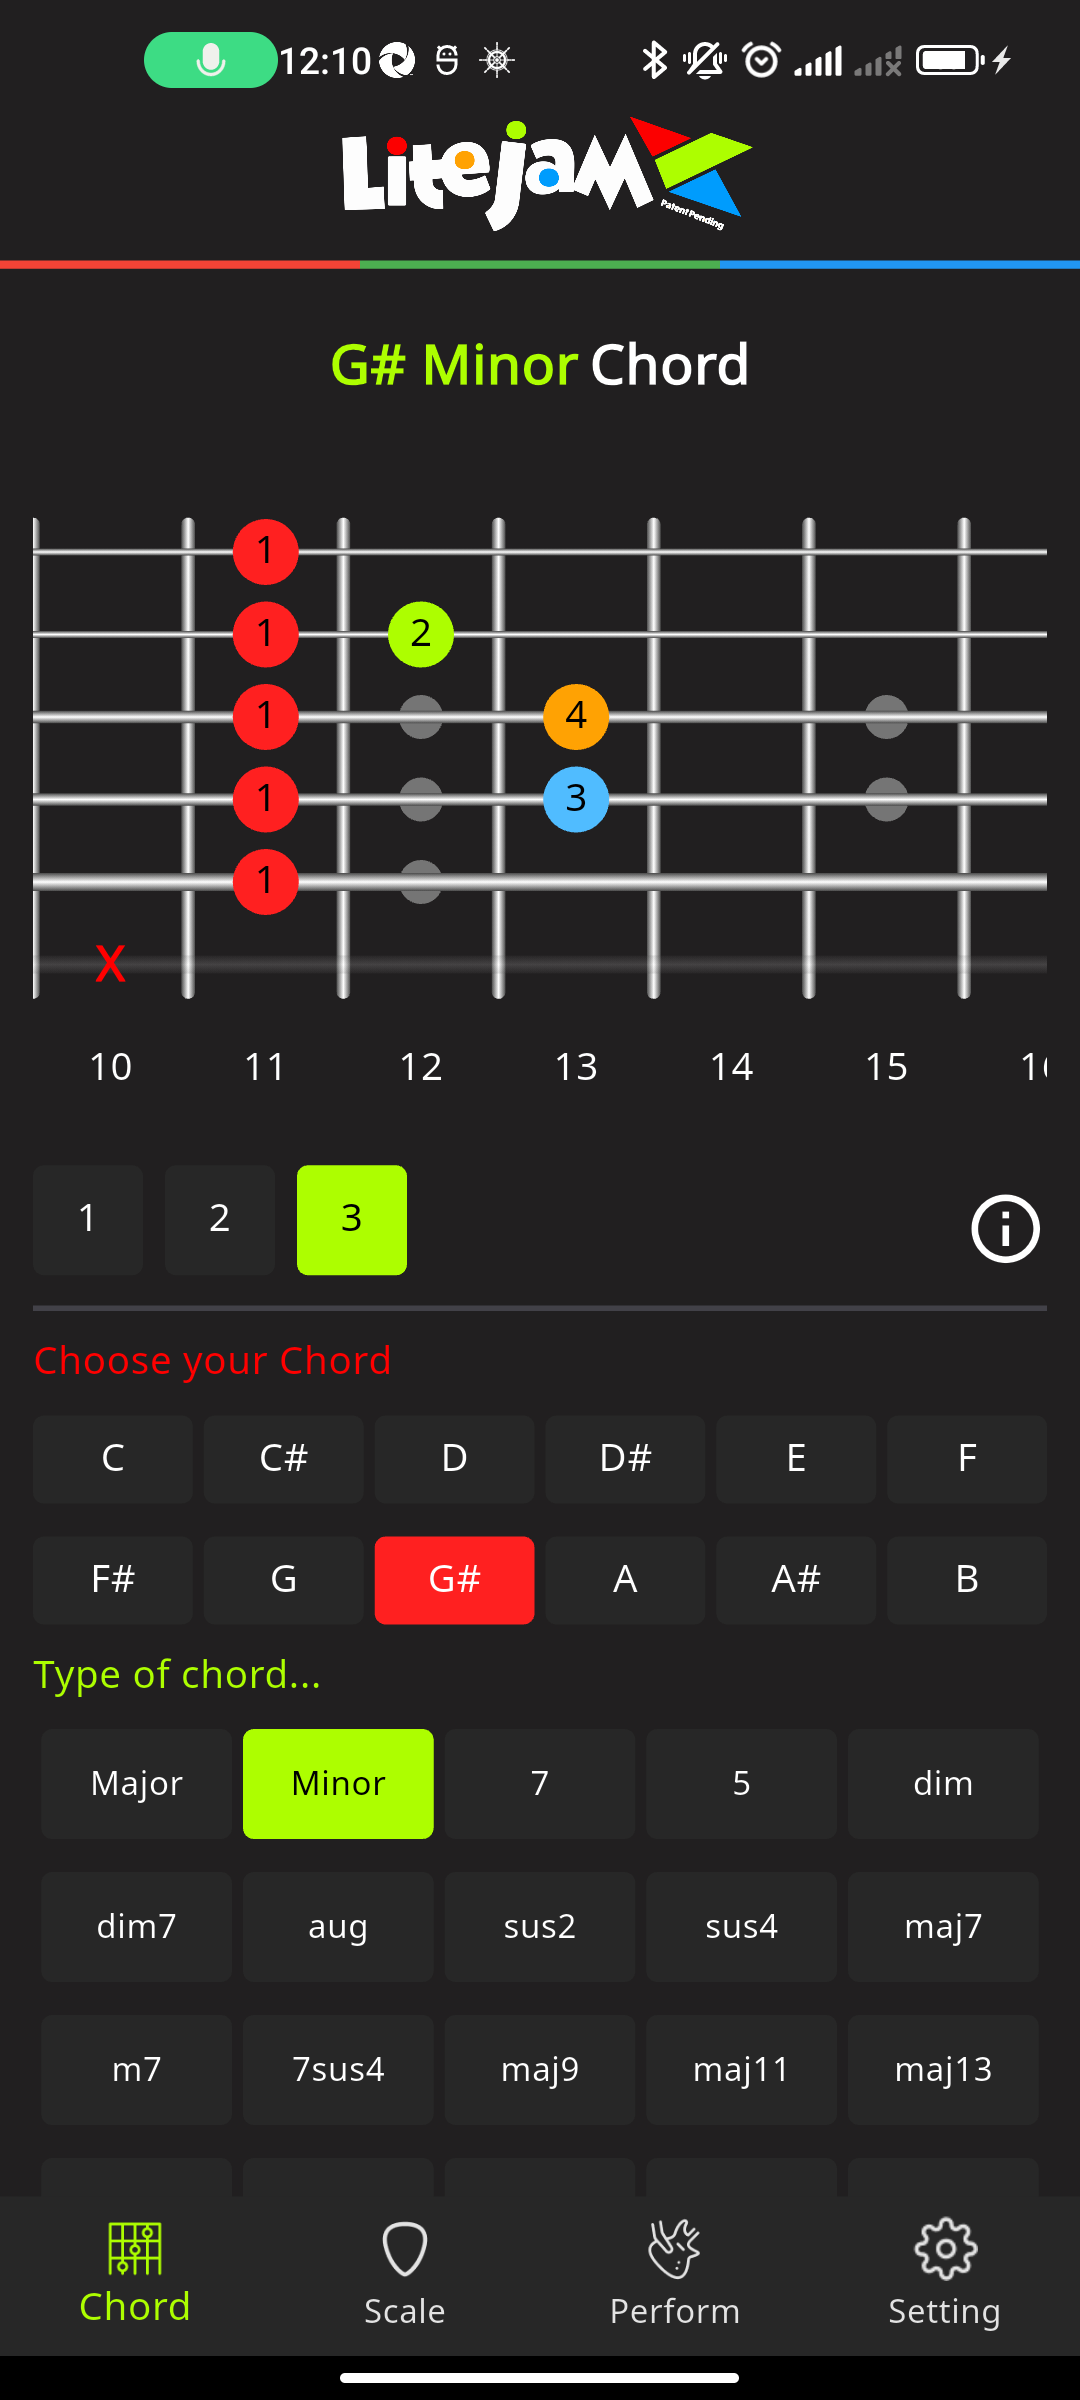 12:10
Litejam
Patent Pending
G# Minor Chord
1
1 2
1 4
1 3
1
X
10 11 12 13 14 15
1 2 3
Choose your Chord
C C# D D# E F
F# G G# A A# B
Type of chord...
Major Minor 7 5 dim
dim7 aug sus2 sus4 maj7
m7 7sus4 maj9 maj11 maj13
Chord Scale Perform Setting